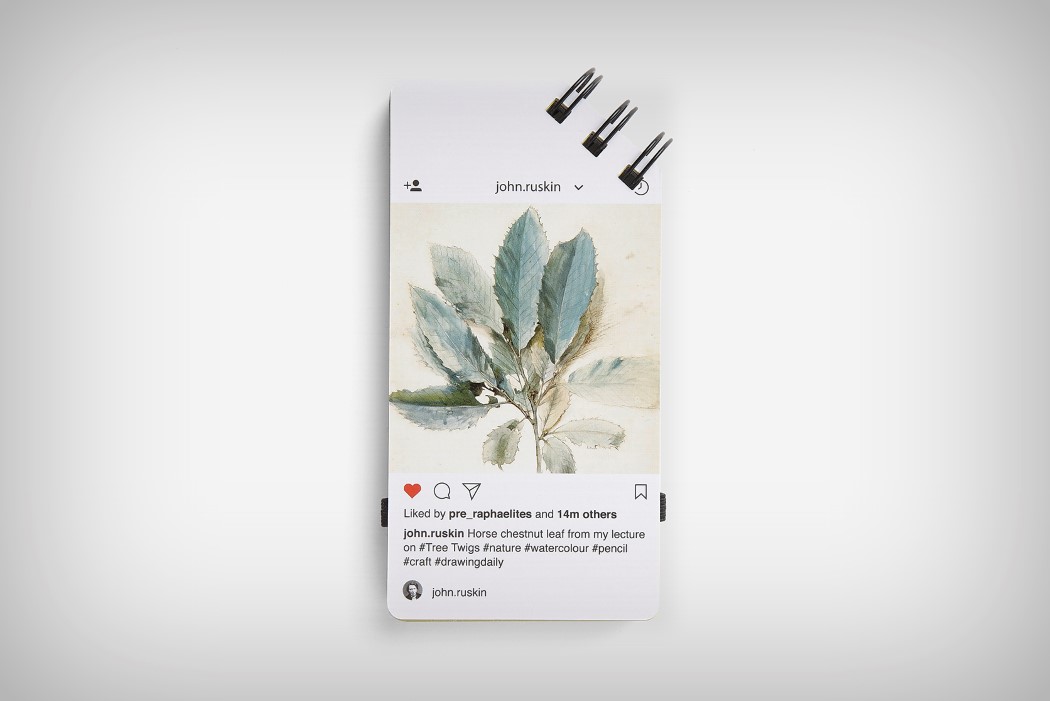 john.ruskin
Liked by pre_raphaelites and 14m others
john.ruskin Horse chestnut leaf from my lecture
on #Tree Twigs #nature #watercolour #pencil
#craft #drawingdaily
john.ruskin